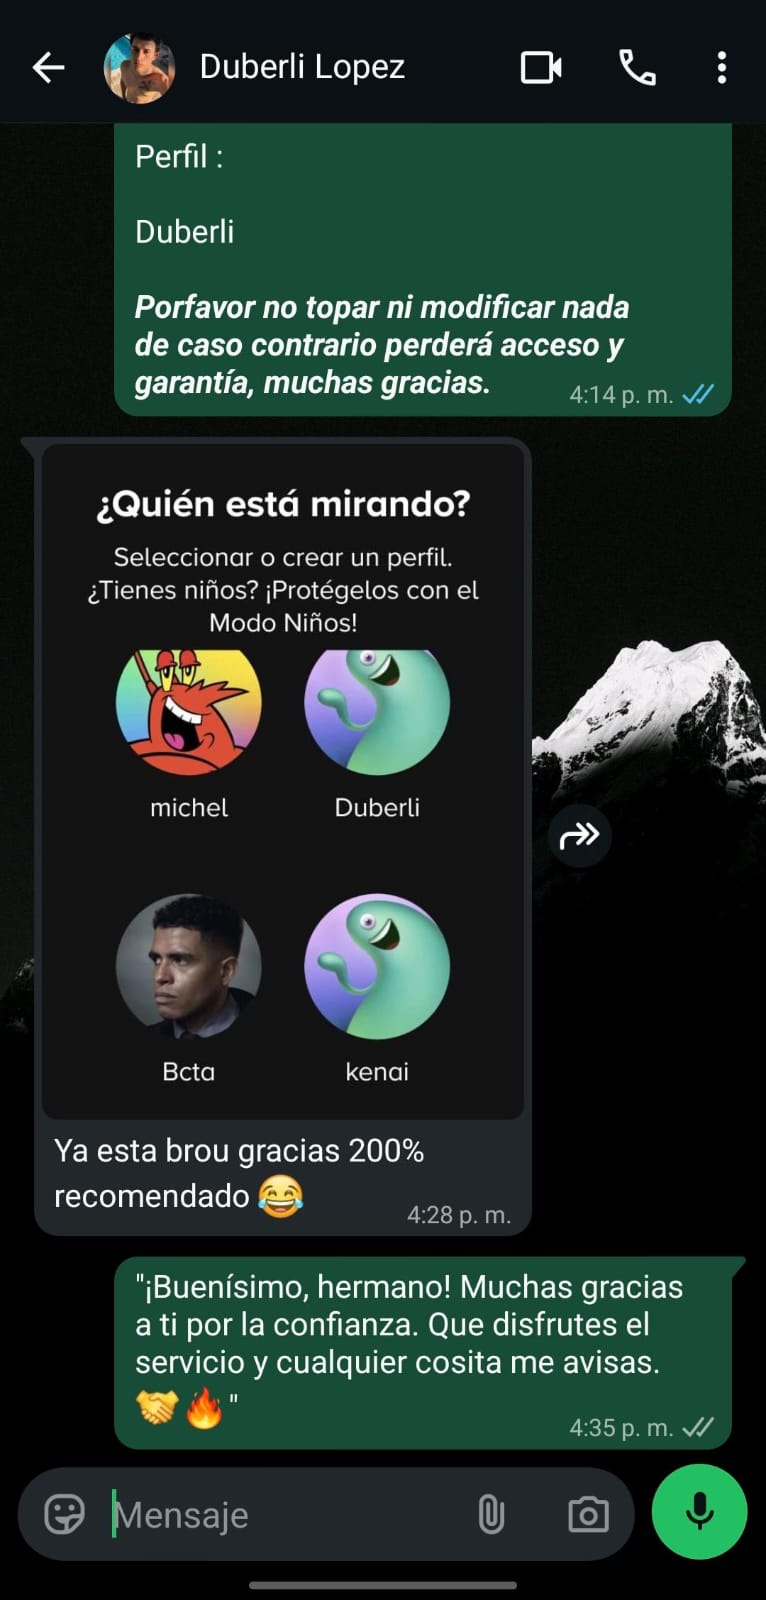 Duberli Lopez
Perfil :
Duberli
Porfavor no topar ni modificar nada
de caso contrario perderá acceso y
garantía, muchas gracias.
4:14 p. m.
¿Quién está mirando?
Seleccionar o crear un perfil.
¿Tienes niños? ¡Protégelos con el
Modo Niños!
michel
Duberli
Bcta
kenai
Ya esta brou gracias 200%
recomendado 😂
4:28 p. m.
"¡Buenísimo, hermano! Muchas gracias
a ti por la confianza. Que disfrutes el
servicio y cualquier cosita me avisas.
🤝🔥"
4:35 p. m.
Mensaje